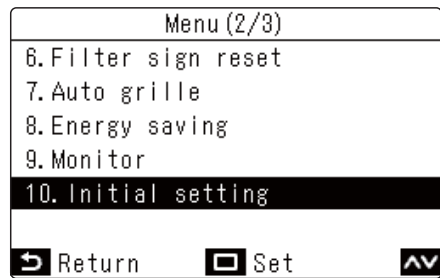 Menu(2/3)
6.Filter sign reset
7.Auto grille
8.Energy saving
9.Monitor
10.Initial setting
Return Set